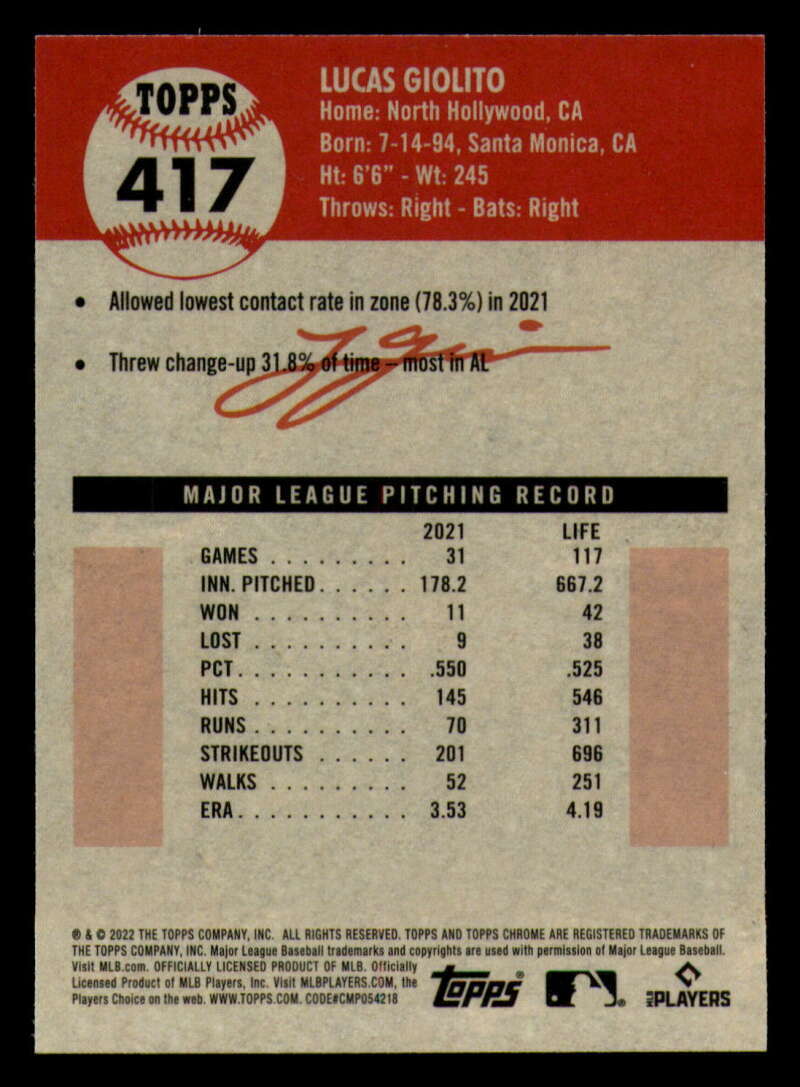 TOPPS
417
LUCAS GIOLITO
Home: North Hollywood, CA
Born: 7-14-94, Santa Monica, CA
Ht: 6'6" - Wt: 245
Throws: Right - Bats: Right
• Allowed lowest contact rate in zone (78.3%) in 2021
• Threw change-up 31.8% of time – most in AL
MAJOR LEAGUE PITCHING RECORD
2021 LIFE
GAMES . . . . . . . . . 31 117
INN. PITCHED . . . . . . 178.2 667.2
WON . . . . . . . . . . 11 42
LOST . . . . . . . . . . 9 38
PCT. . . . . . . . . . . .550 .525
HITS . . . . . . . . . . 145 546
RUNS . . . . . . . . . . 70 311
STRIKEOUTS . . . . . . 201 696
WALKS . . . . . . . . . 52 251
ERA. . . . . . . . . . . 3.53 4.19
® & © 2022 THE TOPPS COMPANY, INC. ALL RIGHTS RESERVED. TOPPS AND TOPPS CHROME ARE REGISTERED TRADEMARKS OF
THE TOPPS COMPANY, INC. Major League Baseball trademarks and copyrights are used with permission of Major League Baseball.
Visit MLB.com. OFFICIALLY LICENSED PRODUCT OF MLB. Officially
Licensed Product of MLB Players, Inc. Visit MLBPLAYERS.COM, the
Players Choice on the web. WWW.TOPPS.COM. CODE#CMP054218
Topps®
MLB PLAYERS